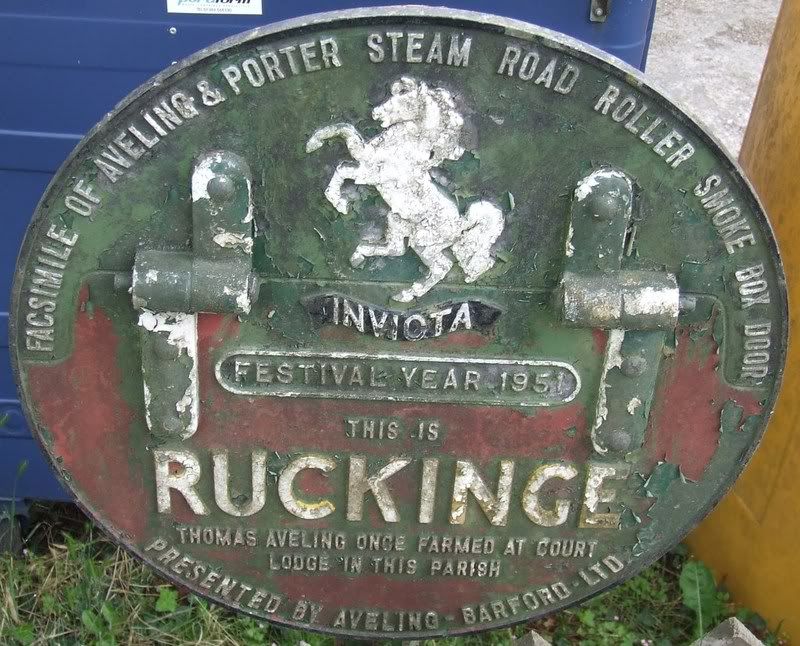 FACSIMILE OF AVELING & PORTER STEAM ROAD ROLLER SMOKE BOX DOOR
INVICTA
FESTIVAL YEAR 1951
THIS IS
RUCKINGE
THOMAS AVELING ONCE FARMED AT COURT
LODGE IN THIS PARISH
PRESENTED BY AVELING-BARFORD-LTD